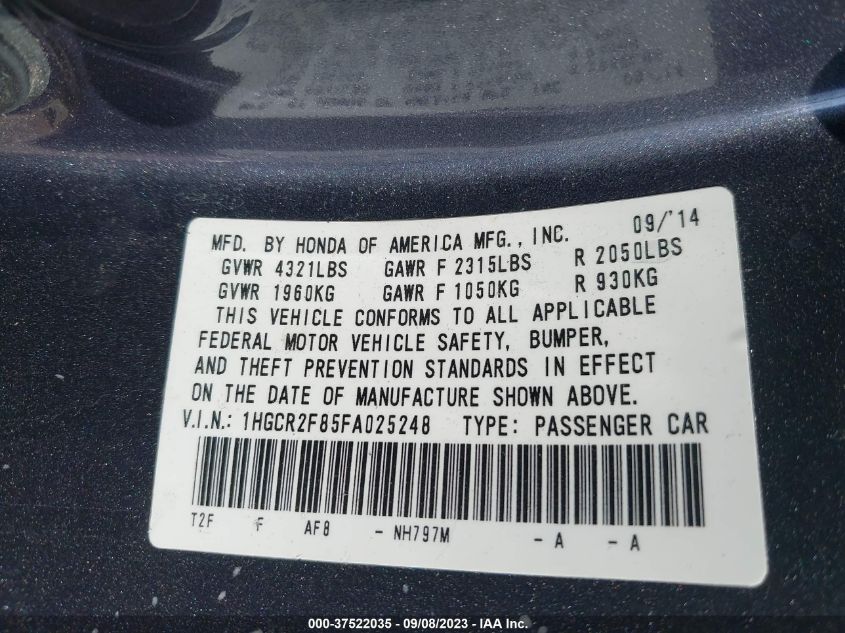 MFD. BY HONDA OF AMERICA MFG., INC. 09/'14
GVWR 4321LBS GAWR F 2315LBS R 2050LBS
GVWR 1960KG GAWR F 1050KG R 930KG
THIS VEHICLE CONFORMS TO ALL APPLICABLE
FEDERAL MOTOR VEHICLE SAFETY, BUMPER,
AND THEFT PREVENTION STANDARDS IN EFFECT
ON THE DATE OF MANUFACTURE SHOWN ABOVE.
V.I.N.: 1HGCR2F85FA025248 TYPE: PASSENGER CAR
T2F F AF8 - NH797M - A - A
000-37522035 - 09/08/2023 - IAA Inc.